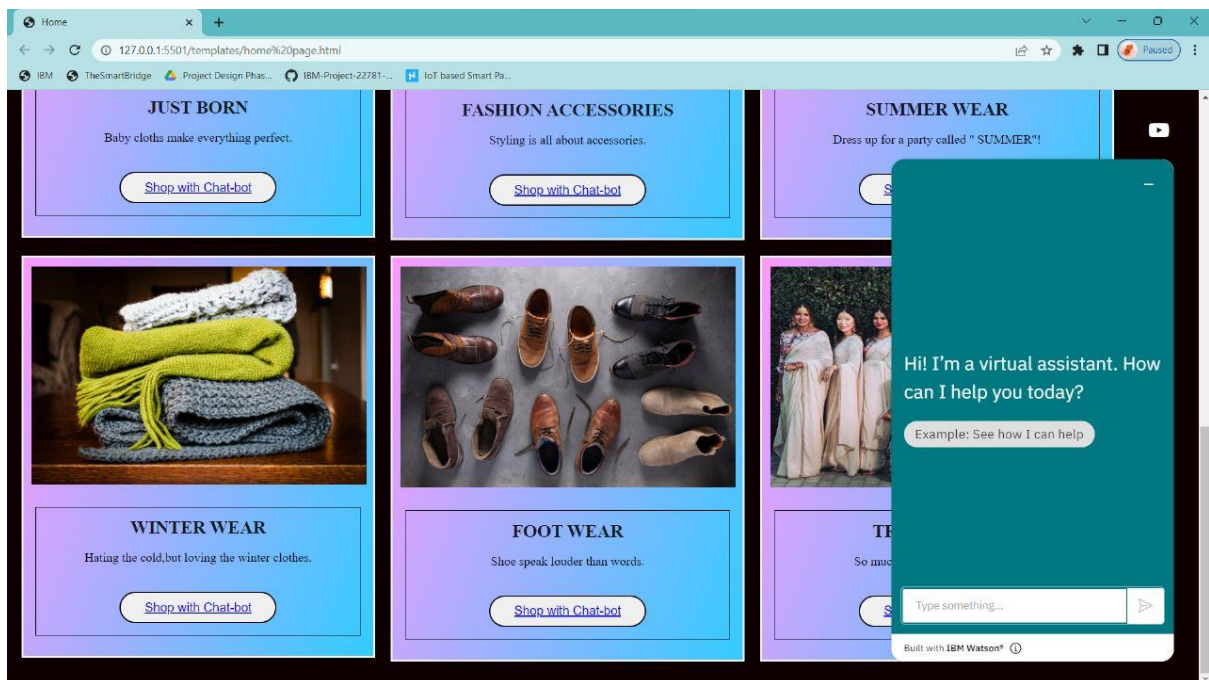 Home
127.0.0.1:5501/templates/home%20page.html
Paused
IBM
TheSmartBridge
Project Design Phas...
IBM-Project-22781-...
IoT based Smart Pa...
JUST BORN
Baby cloths make everything perfect.
Shop with Chat-bot
FASHION ACCESSORIES
Styling is all about accessories.
Shop with Chat-bot
SUMMER WEAR
Dress up for a party called " SUMMER"!
S
WINTER WEAR
Hating the cold,but loving the winter clothes.
Shop with Chat-bot
FOOT WEAR
Shoe speak louder than words.
Shop with Chat-bot
TR
So muc
S
Hi! I'm a virtual assistant. How
can I help you today?
Example: See how I can help
Type something...
Built with IBM Watson®